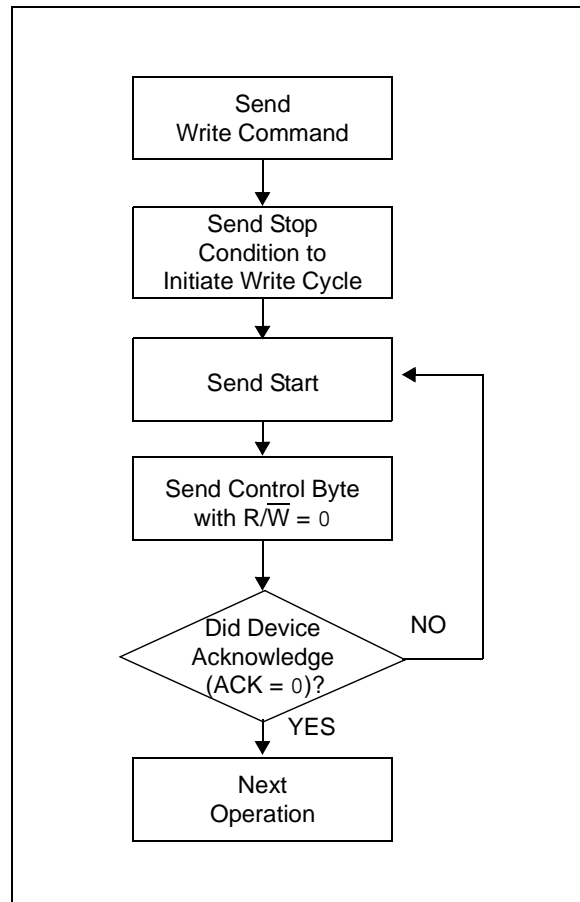 Send
Write Command
Send Stop
Condition to
Initiate Write Cycle
Send Start
Send Control Byte
with R/W̅ = 0
Did Device
Acknowledge
(ACK = 0)?
NO
YES
Next
Operation